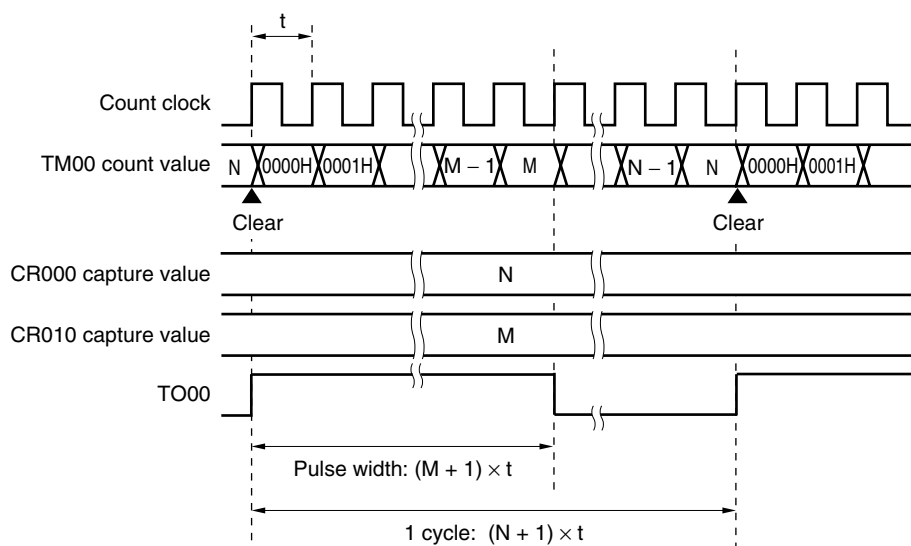 t
Count clock
TM00 count value N 0000H 0001H M – 1 M N – 1 N 0000H 0001H
Clear Clear
CR000 capture value N
CR010 capture value M
TO00
Pulse width: (M + 1) × t
1 cycle: (N + 1) × t